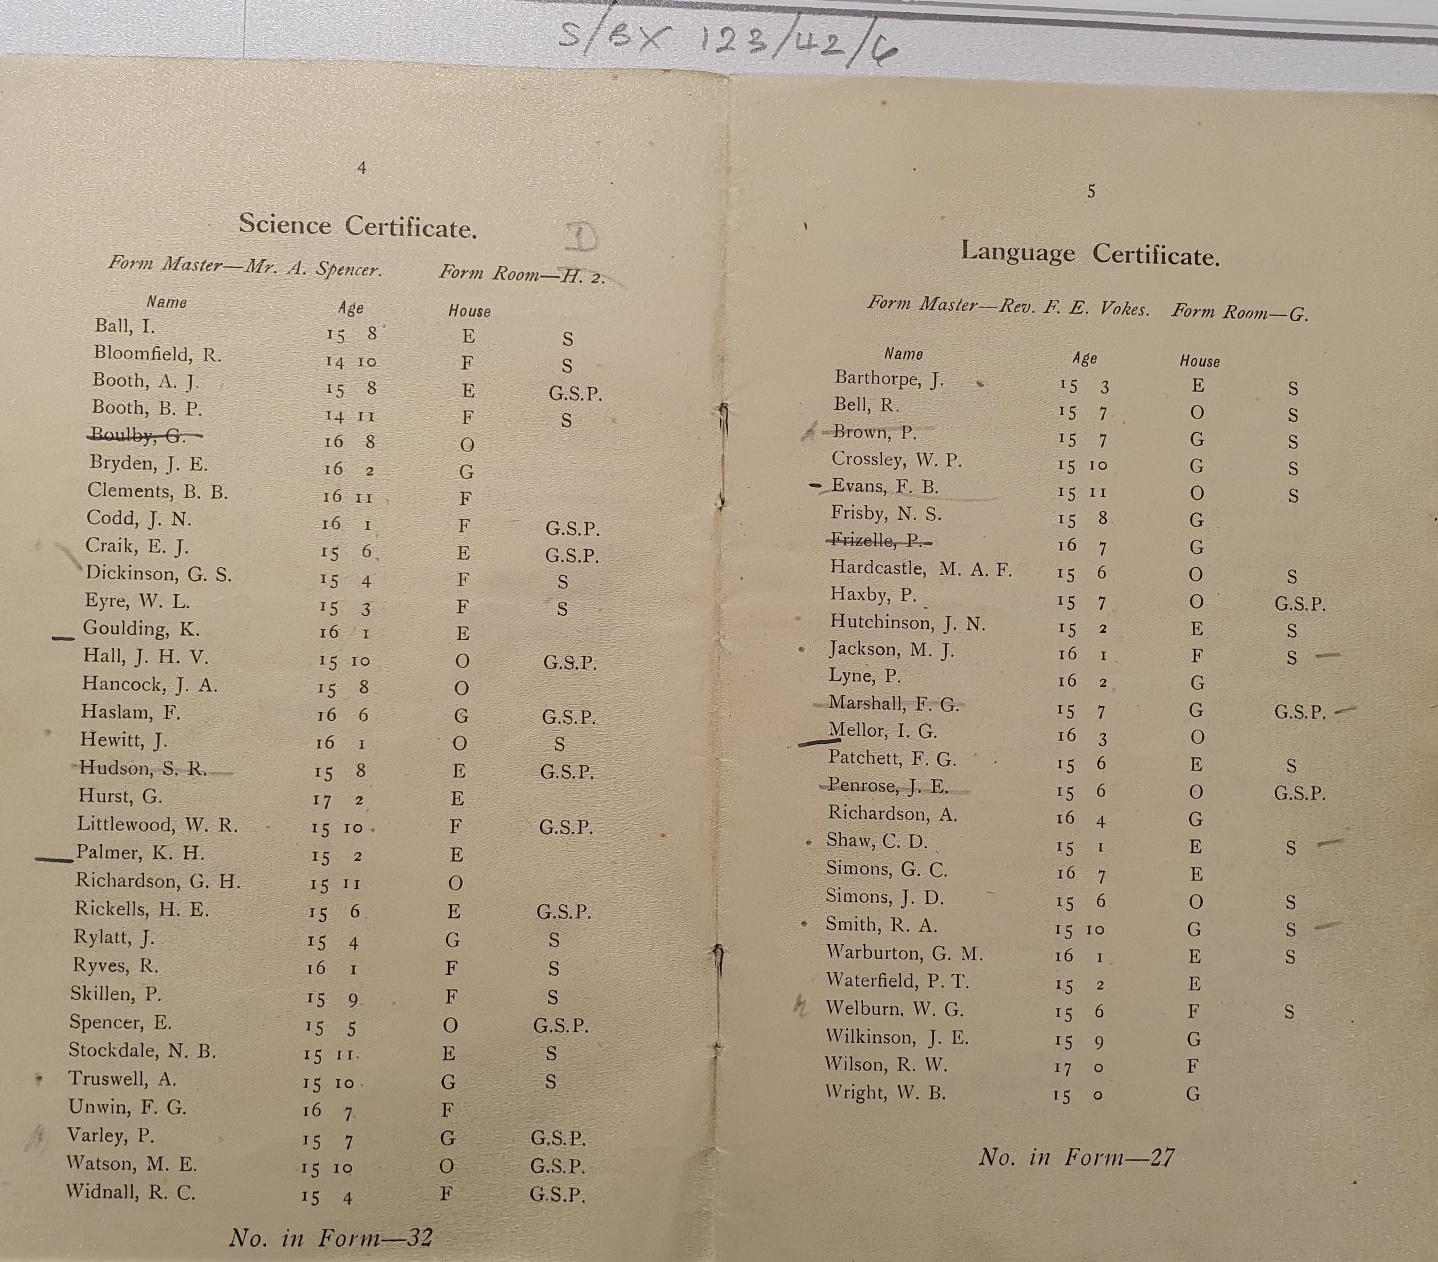 S/BX 123/42/6
4
Science Certificate.
D
Form Master—Mr. A. Spencer. Form Room—H. 2.
Name Age House
Ball, I. 15 8 E S
Bloomfield, R. 14 10 F S
Booth, A. J. 15 8 E G.S.P.
Booth, B. P. 14 11 F S
Boulby, G. 16 8 O
Bryden, J. E. 16 2 G
Clements, B. B. 16 11 F
Codd, J. N. 16 1 F G.S.P.
Craik, E. J. 15 6 E G.S.P.
Dickinson, G. S. 15 4 F S
Eyre, W. L. 15 3 F S
Goulding, K. 16 1 E
Hall, J. H. V. 15 10 O G.S.P.
Hancock, J. A. 15 8 O
Haslam, F. 16 6 G G.S.P.
Hewitt, J. 16 1 O S
Hudson, S. R. 15 8 E G.S.P.
Hurst, G. 17 2 E
Littlewood, W. R. 15 10 F G.S.P.
Palmer, K. H. 15 2 E
Richardson, G. H. 15 11 O
Rickells, H. E. 15 6 E G.S.P.
Rylatt, J. 15 4 G S
Ryves, R. 16 1 F S
Skillen, P. 15 9 F S
Spencer, E. 15 5 O G.S.P.
Stockdale, N. B. 15 11 E S
Truswell, A. 15 10 G S
Unwin, F. G. 16 7 F
Varley, P. 15 7 G G.S.P.
Watson, M. E. 15 10 O G.S.P.
Widnall, R. C. 15 4 F G.S.P.
No. in Form—32
5
Language Certificate.
Form Master—Rev. F. E. Vokes. Form Room—G.
Name Age House
Barthorpe, J. 15 3 E S
Bell, R. 15 7 O S
Brown, P. 15 7 G S
Crossley, W. P. 15 10 G S
Evans, F. B. 15 11 O S
Frisby, N. S. 15 8 G
Frizelle, P. 16 7 G
Hardcastle, M. A. F. 15 6 O S
Haxby, P. 15 7 O G.S.P.
Hutchinson, J. N. 15 2 E S
Jackson, M. J. 16 1 F S
Lyne, P. 16 2 G
Marshall, F. G. 15 7 G G.S.P.
Mellor, I. G. 16 3 O
Patchett, F. G. 15 6 E S
Penrose, J. E. 15 6 O G.S.P.
Richardson, A. 16 4 G
Shaw, C. D. 15 1 E S
Simons, G. C. 16 7 E
Simons, J. D. 15 6 O S
Smith, R. A. 15 10 G S
Warburton, G. M. 16 1 E S
Waterfield, P. T. 15 2 E
Welburn, W. G. 15 6 F S
Wilkinson, J. E. 15 9 G
Wilson, R. W. 17 0 F
Wright, W. B. 15 0 G
No. in Form—27